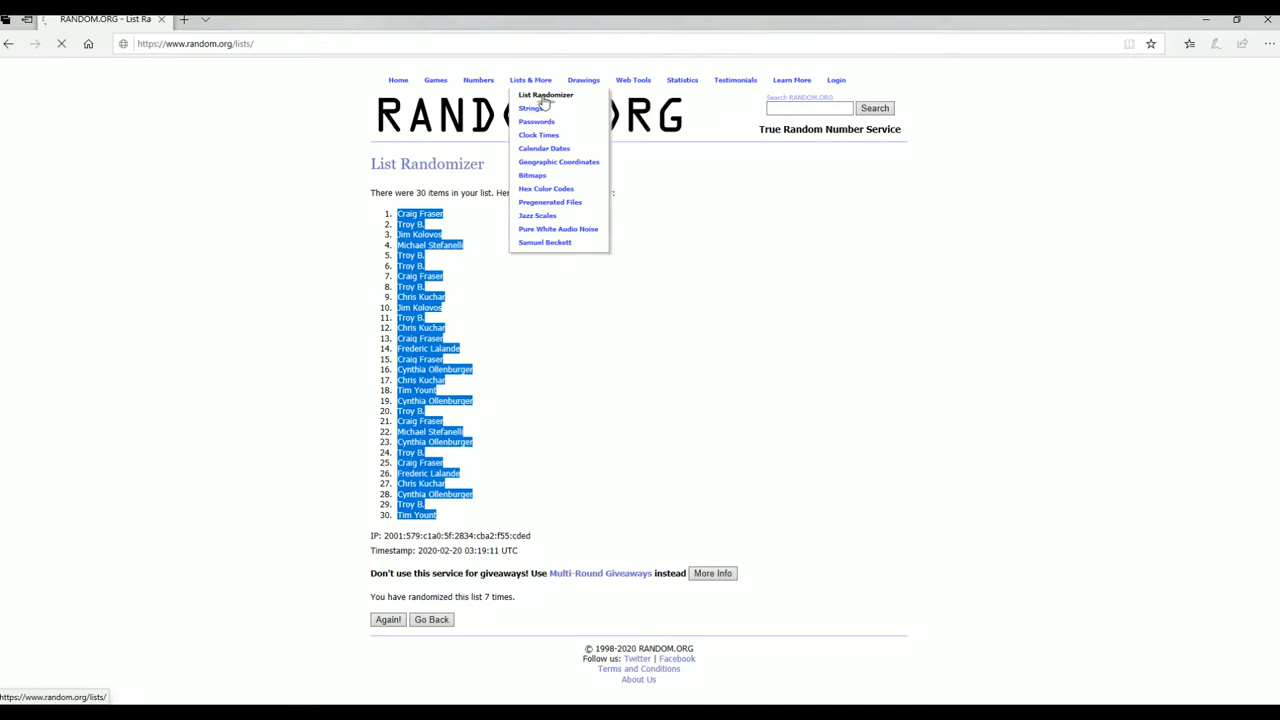 RANDOM.ORG - List Ra
https://www.random.org/lists/
Home Games Numbers Lists & More Drawings Web Tools Statistics Testimonials Learn More Login
List Randomizer
Strings
Passwords
Clock Times
Calendar Dates
Geographic Coordinates
Bitmaps
Hex Color Codes
Pregenerated Files
Jazz Scales
Pure White Audio Noise
Samuel Beckett
RAND RG
Search RANDOM.ORG
Search
True Random Number Service
List Randomizer
There were 30 items in your list. Her :
1. Craig Fraser
2. Troy B.
3. Jim Kolovos
4. Michael Stefanelli
5. Troy B.
6. Troy B.
7. Craig Fraser
8. Troy B.
9. Chris Kuchar
10. Jim Kolovos
11. Troy B.
12. Chris Kuchar
13. Craig Fraser
14. Frederic Lalande
15. Craig Fraser
16. Cynthia Ollenburger
17. Chris Kuchar
18. Tim Yount
19. Cynthia Ollenburger
20. Troy B.
21. Craig Fraser
22. Michael Stefanelli
23. Cynthia Ollenburger
24. Troy B.
25. Craig Fraser
26. Frederic Lalande
27. Chris Kuchar
28. Cynthia Ollenburger
29. Troy B.
30. Tim Yount
IP: 2001:579:c1a0:5f:2834:cba2:f55:cded
Timestamp: 2020-02-20 03:19:11 UTC
Don't use this service for giveaways! Use Multi-Round Giveaways instead More Info
You have randomized this list 7 times.
Again! Go Back
© 1998-2020 RANDOM.ORG
Follow us: Twitter | Facebook
Terms and Conditions
About Us
https://www.random.org/lists/